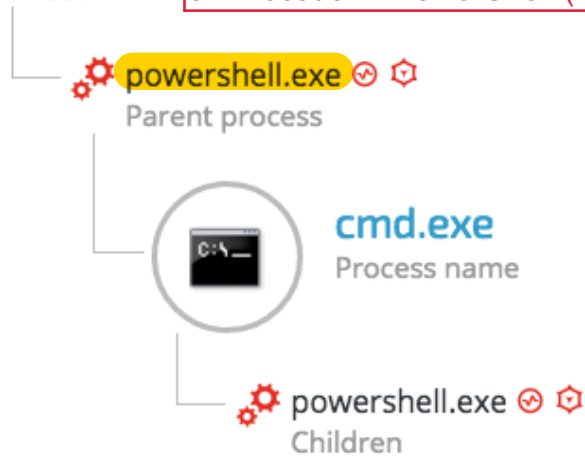 powershell.exe
Parent process
C:\_
cmd.exe
Process name
powershell.exe
Children